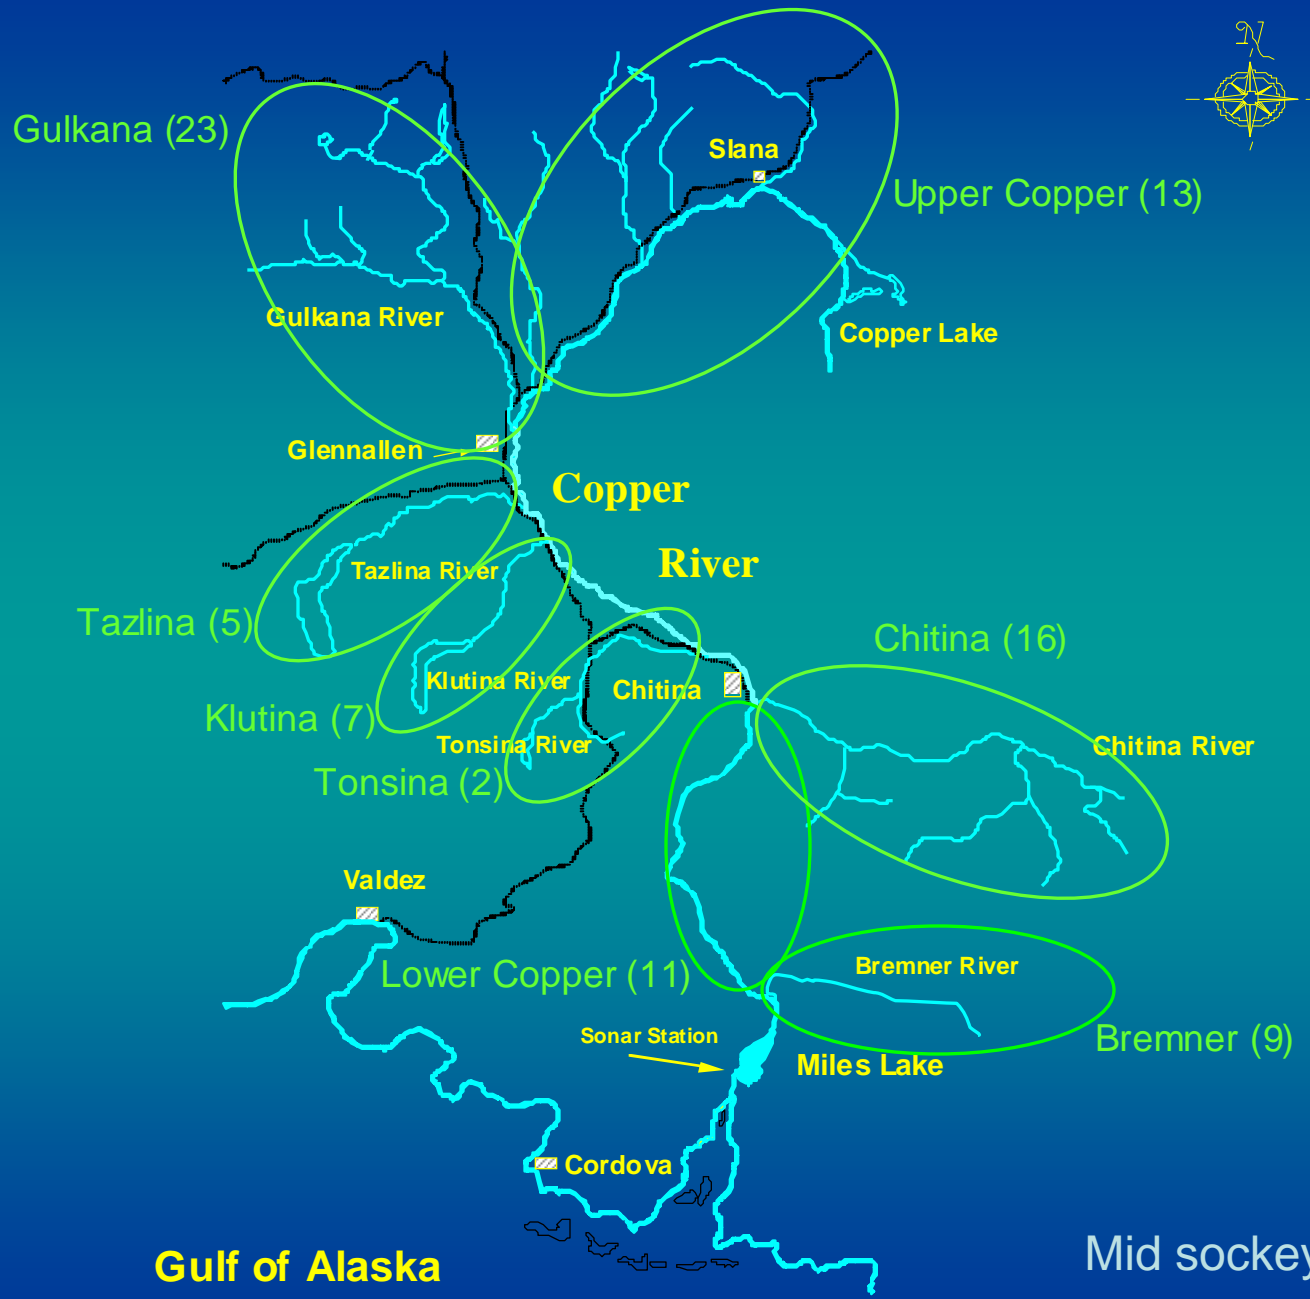 N
Gulkana (23)
Slana
Upper Copper (13)
Gulkana River
Copper Lake
Glennallen
Copper
River
Tazlina River
Tazlina (5)
Chitina (16)
Klutina River
Chitina
Klutina (7)
Tonsina River
Chitina River
Tonsina (2)
Valdez
Lower Copper (11)
Bremner River
Sonar Station
Bremner (9)
Miles Lake
Cordova
Gulf of Alaska
Mid sockey